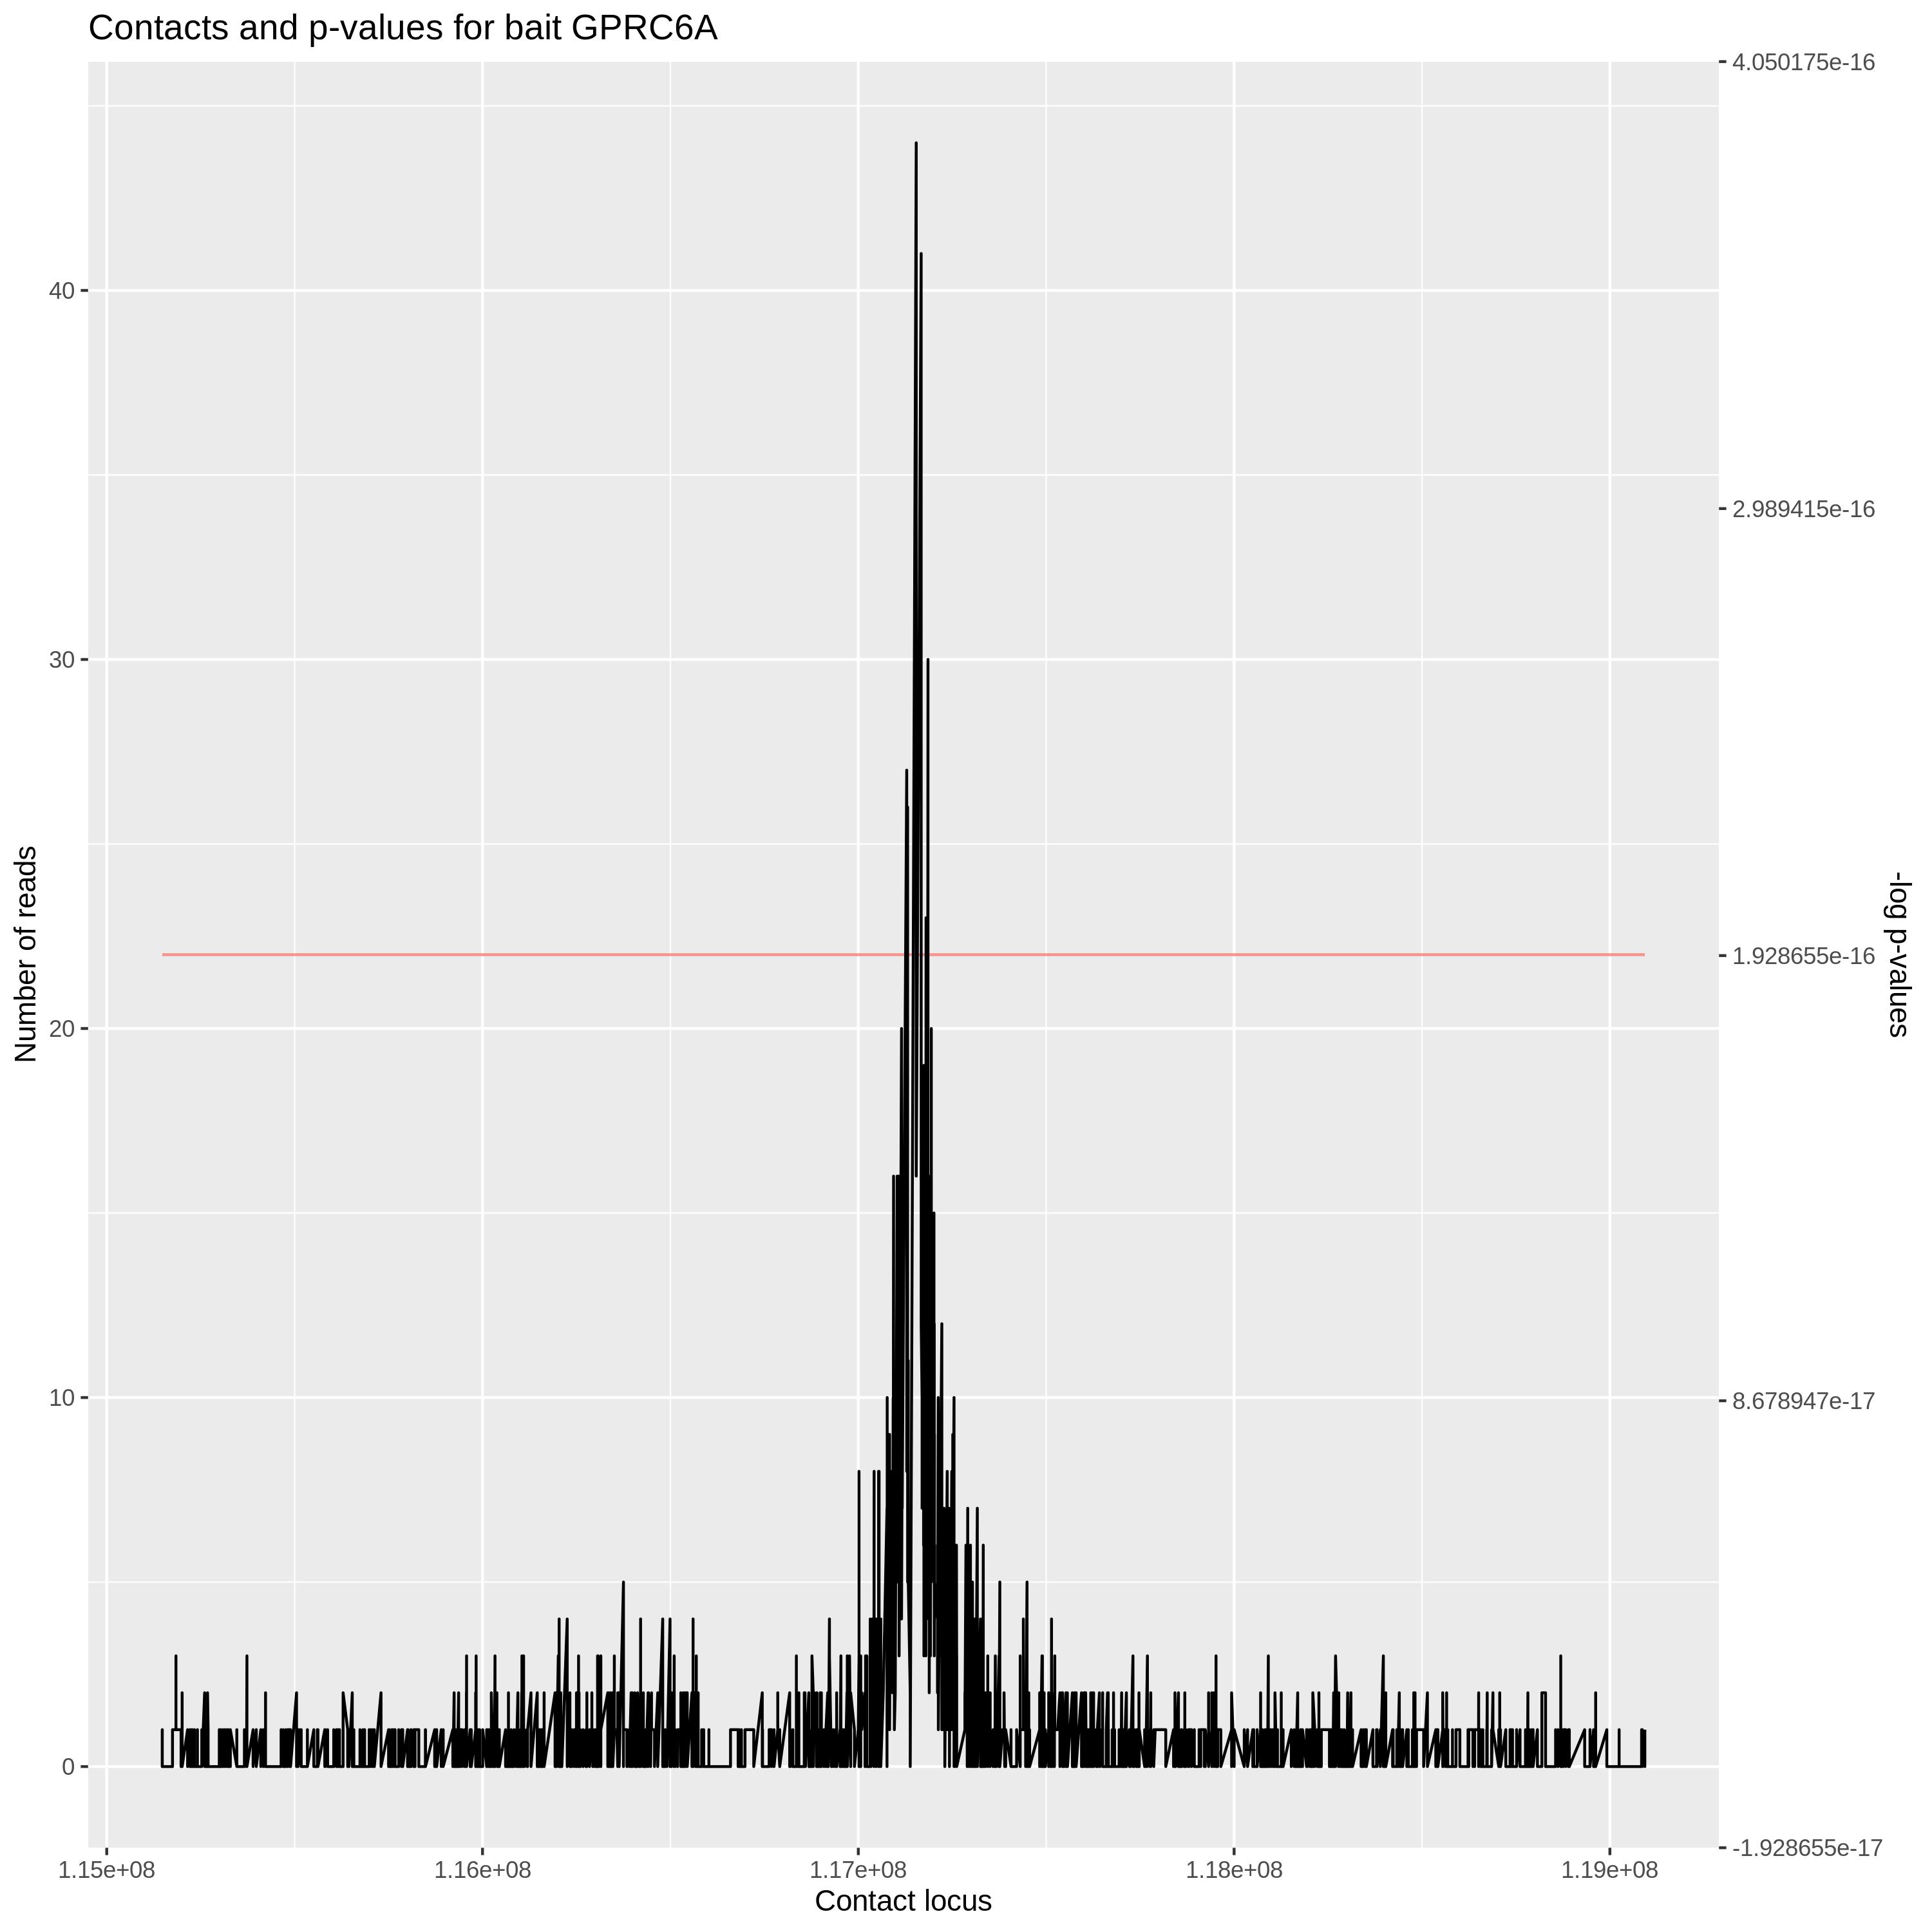 Contacts and p-values for bait GPRC6A
4.050175e-16
40
2.989415e-16
30
Number of reads
-log p-values
1.928655e-16
20
10
8.678947e-17
0
-1.928655e-17
1.15e+08 1.16e+08 1.17e+08 1.18e+08 1.19e+08
Contact locus